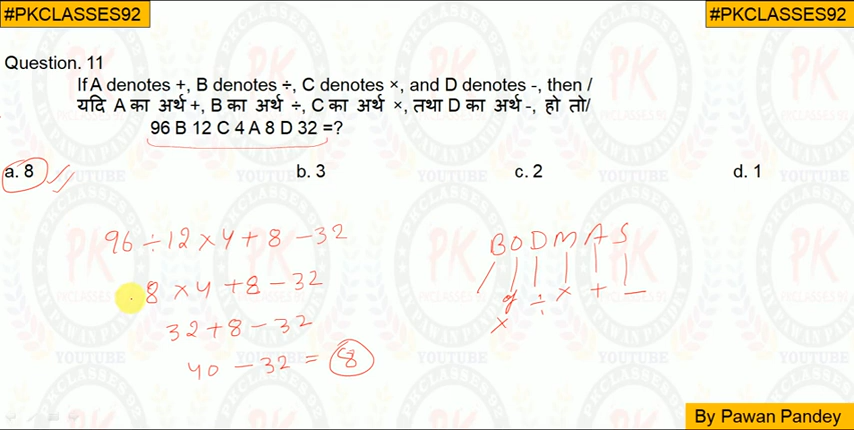 #PKCLASSES92
#PKCLASSES92
Question. 11
If A denotes +, B denotes ÷, C denotes ×, and D denotes -, then /
यदि A का अर्थ +, B का अर्थ ÷, C का अर्थ ×, तथा D का अर्थ -, हो तो/
96 B 12 C 4 A 8 D 32 =?
a. 8
b. 3
c. 2
d. 1
96 ÷ 12 × 4 + 8 - 32
8 × 4 + 8 - 32
32 + 8 - 32
40 - 32 = 8
BODMAS
of ÷ × + -
×
By Pawan Pandey